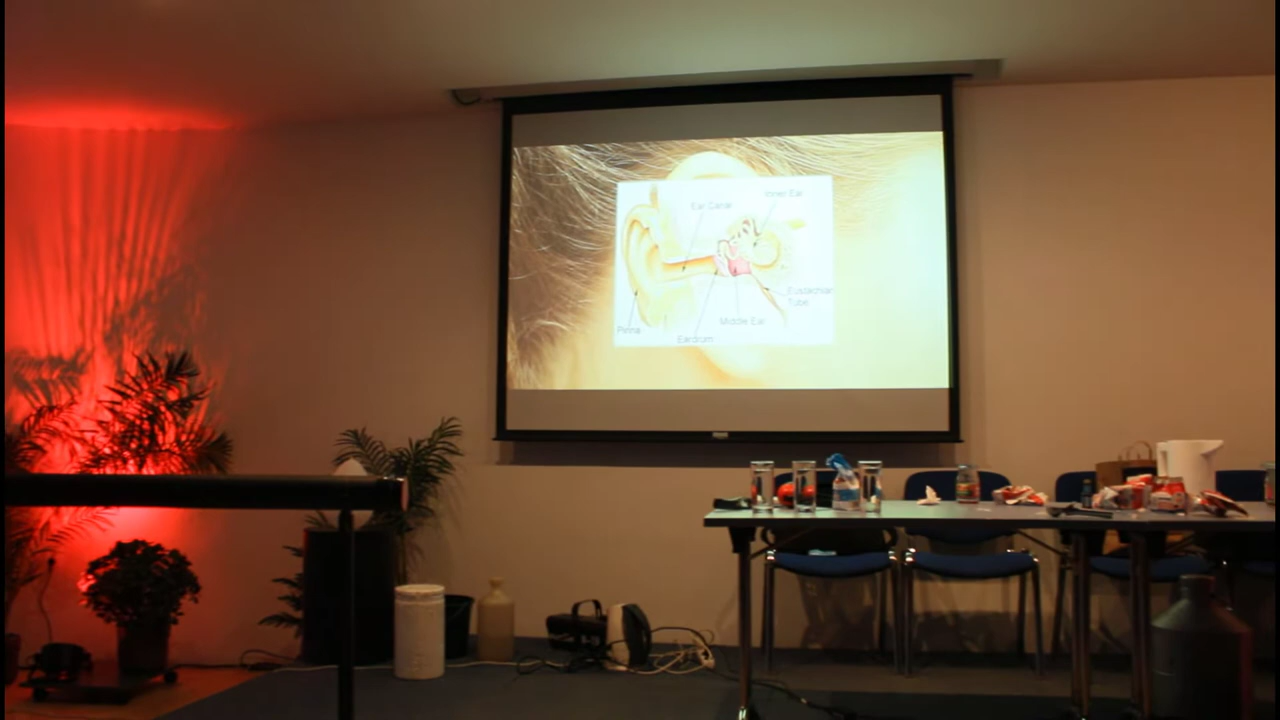 Inner Ear
Ear Canal
Eustachian
Tube
Middle Ear
Pinna
Eardrum